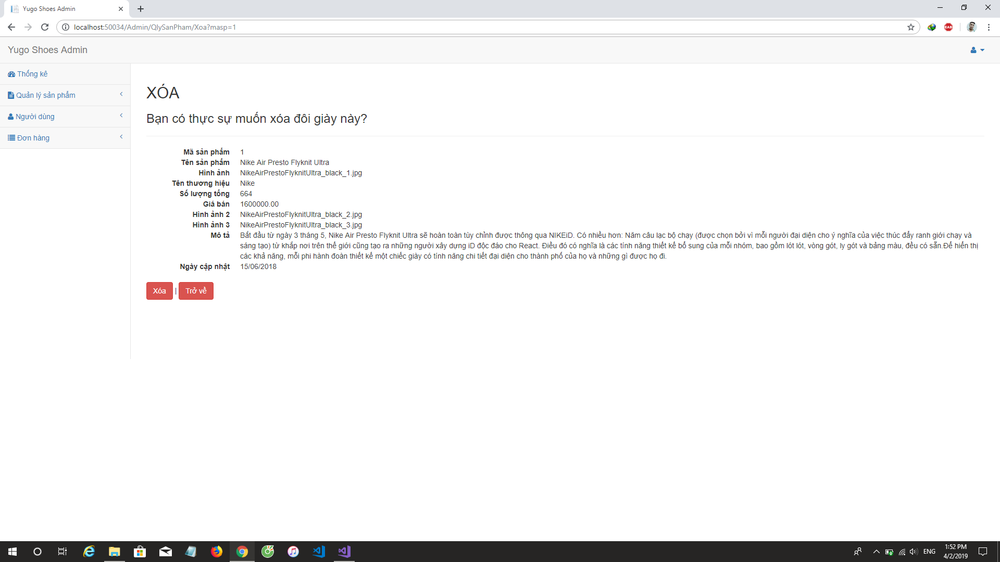 Yugo Shoes Admin
localhost:50034/Admin/QlySanPham/Xoa?masp=1
EAB
Yugo Shoes Admin
Thống kê
Quản lý sản phẩm
Người dùng
Đơn hàng
XÓA
Bạn có thực sự muốn xóa đôi giày này?
Mã sản phẩm 1
Tên sản phẩm Nike Air Presto Flyknit Ultra
Hình ảnh NikeAirPrestoFlyknitUltra_black_1.jpg
Tên thương hiệu Nike
Số lượng tổng 664
Giá bán 1600000.00
Hình ảnh 2 NikeAirPrestoFlyknitUltra_black_2.jpg
Hình ảnh 3 NikeAirPrestoFlyknitUltra_black_3.jpg
Mô tả Bắt đầu từ ngày 3 tháng 5, Nike Air Presto Flyknit Ultra sẽ hoàn toàn tùy chỉnh được thông qua NIKEiD. Có nhiều hơn: Năm câu lạc bộ chạy (được chọn bởi vì mỗi người đại diện cho ý nghĩa của việc thúc đẩy ranh giới chạy và
sáng tạo) từ khắp nơi trên thế giới cũng tạo ra những người xây dựng iD độc đáo cho React. Điều đó có nghĩa là các tính năng thiết kế bổ sung của mỗi nhóm, bao gồm lót lót, vòng gót, ly gót và bảng màu, đều có sẵn.Để hiển thị
các khả năng, mỗi phi hành đoàn thiết kế một chiếc giày có tính năng chi tiết đại diện cho thành phố của họ và những gì được họ đi.
Ngày cập nhật 15/06/2018
Xóa | Trở về
ENG
1:52 PM
4/2/2019